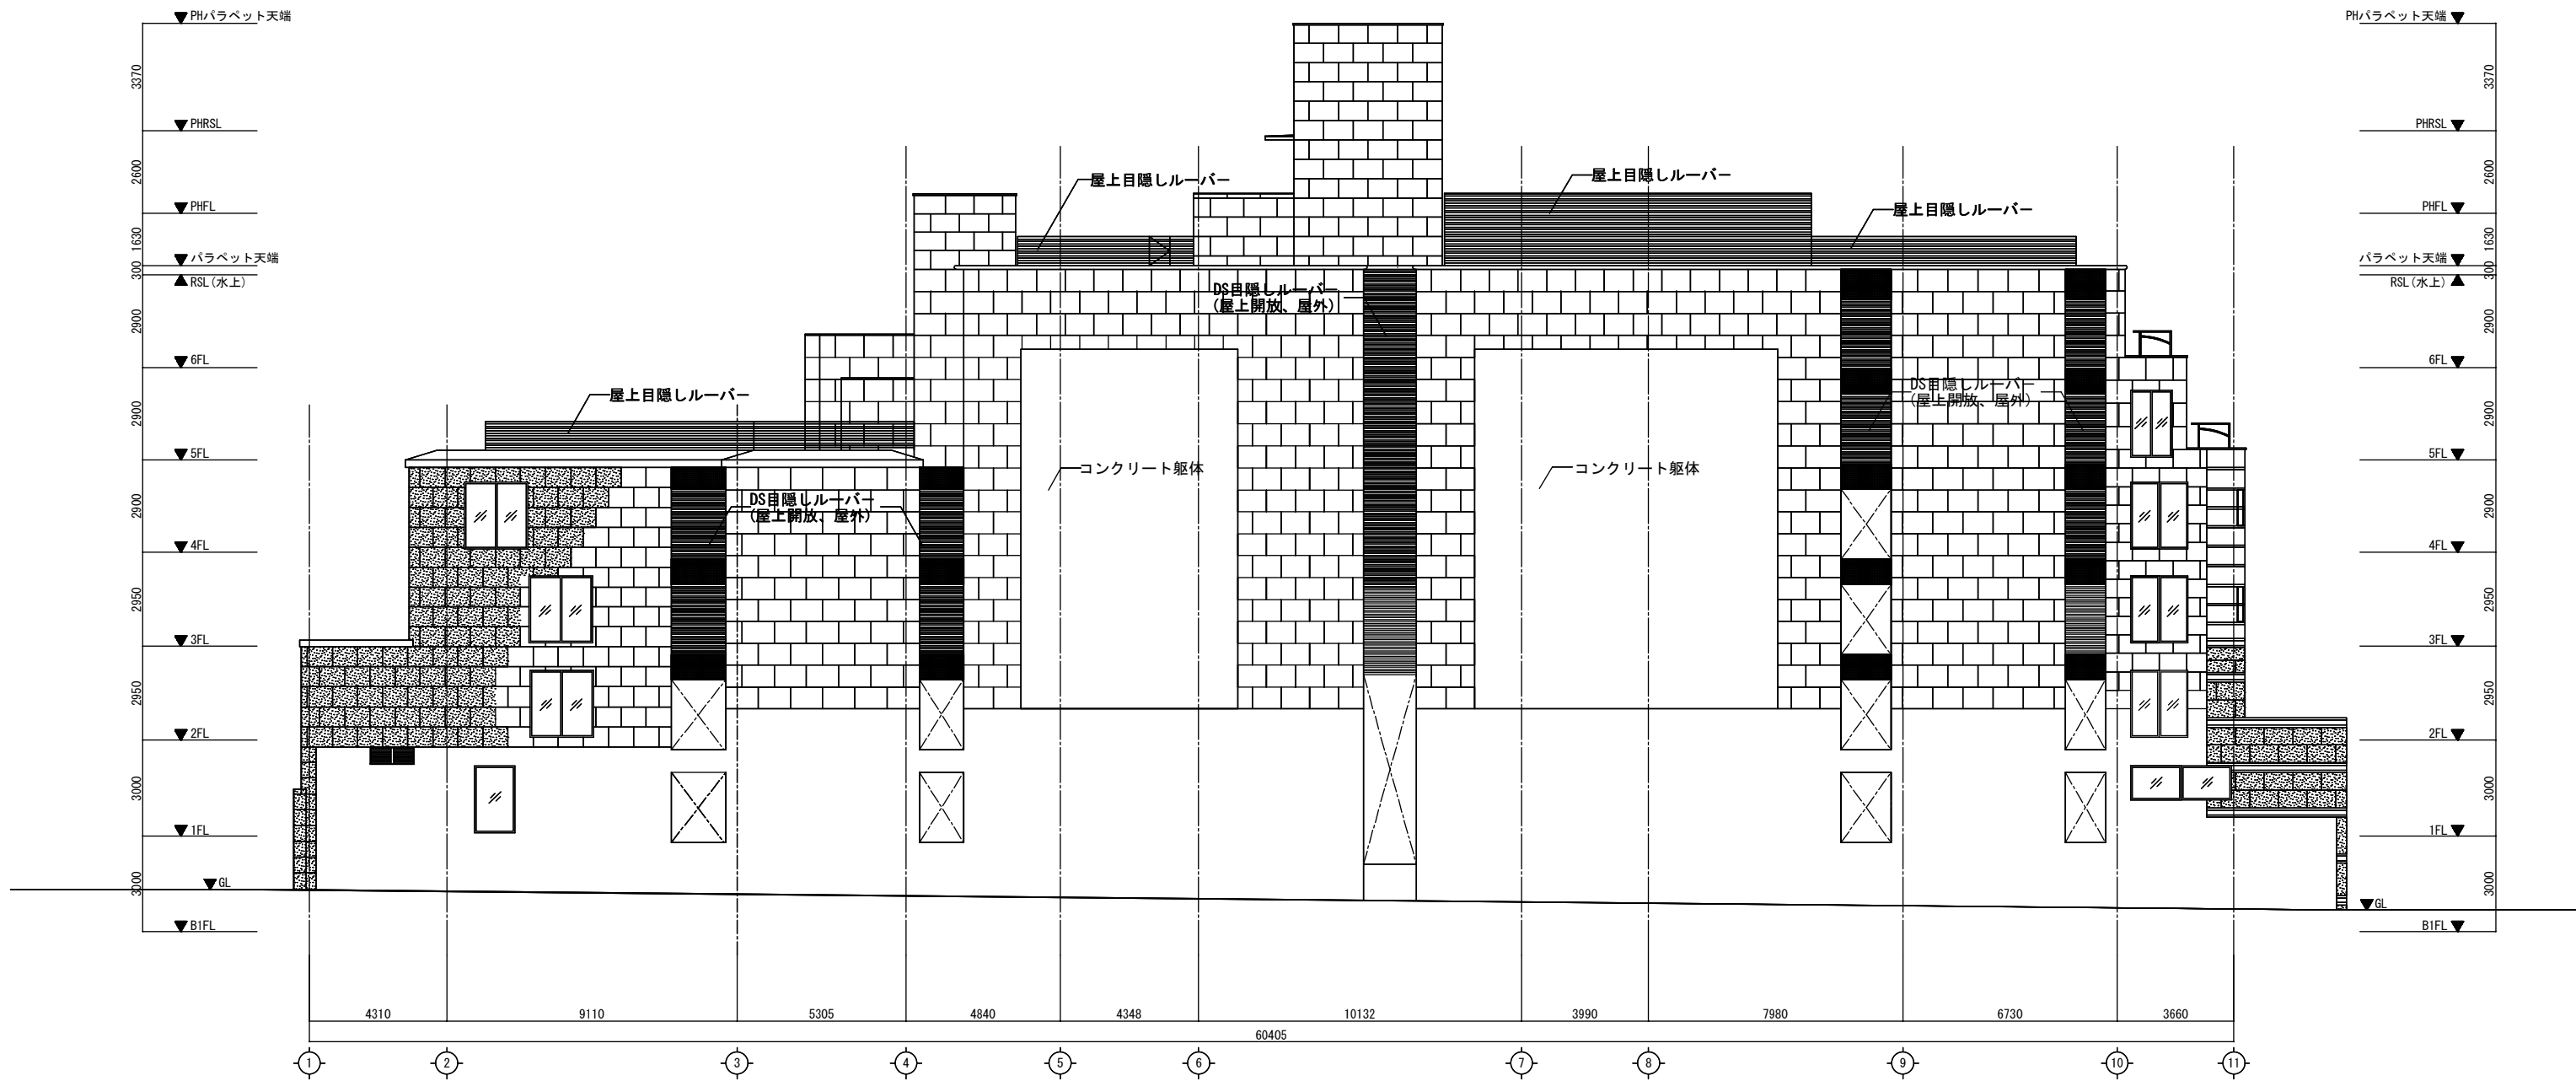 PHパラペット天端
PHパラペット天端
3370
3370
PHRSL
PHRSL
2600
2600
屋上目隠しルーバー
屋上目隠しルーバー
PHFL
屋上目隠しルーバー
PHFL
1630
1630
パラペット天端
パラペット天端
300
300
RSL(水上)
RSL(水上)
DS目隠しルーバー
(屋上開放、屋外)
2900
2900
6FL
6FL
DS目隠しルーバー
(屋上開放、屋外)
屋上目隠しルーバー
2900
2900
5FL
5FL
コンクリート躯体
コンクリート躯体
DS目隠しルーバー
(屋上開放、屋外)
2900
2900
4FL
4FL
2950
2950
3FL
3FL
2950
2950
2FL
2FL
3000
3000
1FL
1FL
3000
3000
GL
GL
B1FL
B1FL
4310
9110
5305
4840
4348
10132
3990
7980
6730
3660
60405
1
2
3
4
5
6
7
8
9
10
11